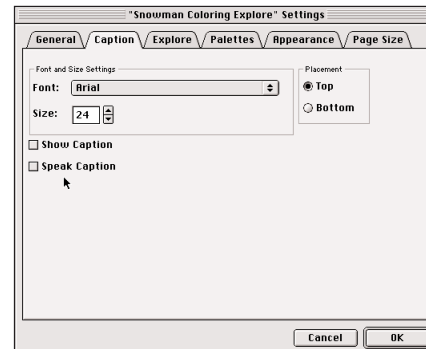 "Snowman Coloring Explore" Settings
General Caption Explore Palettes Appearance Page Size
Font and Size Settings
Font: Arial
Size: 24
Placement
Top
Bottom
Show Caption
Speak Caption
Cancel OK